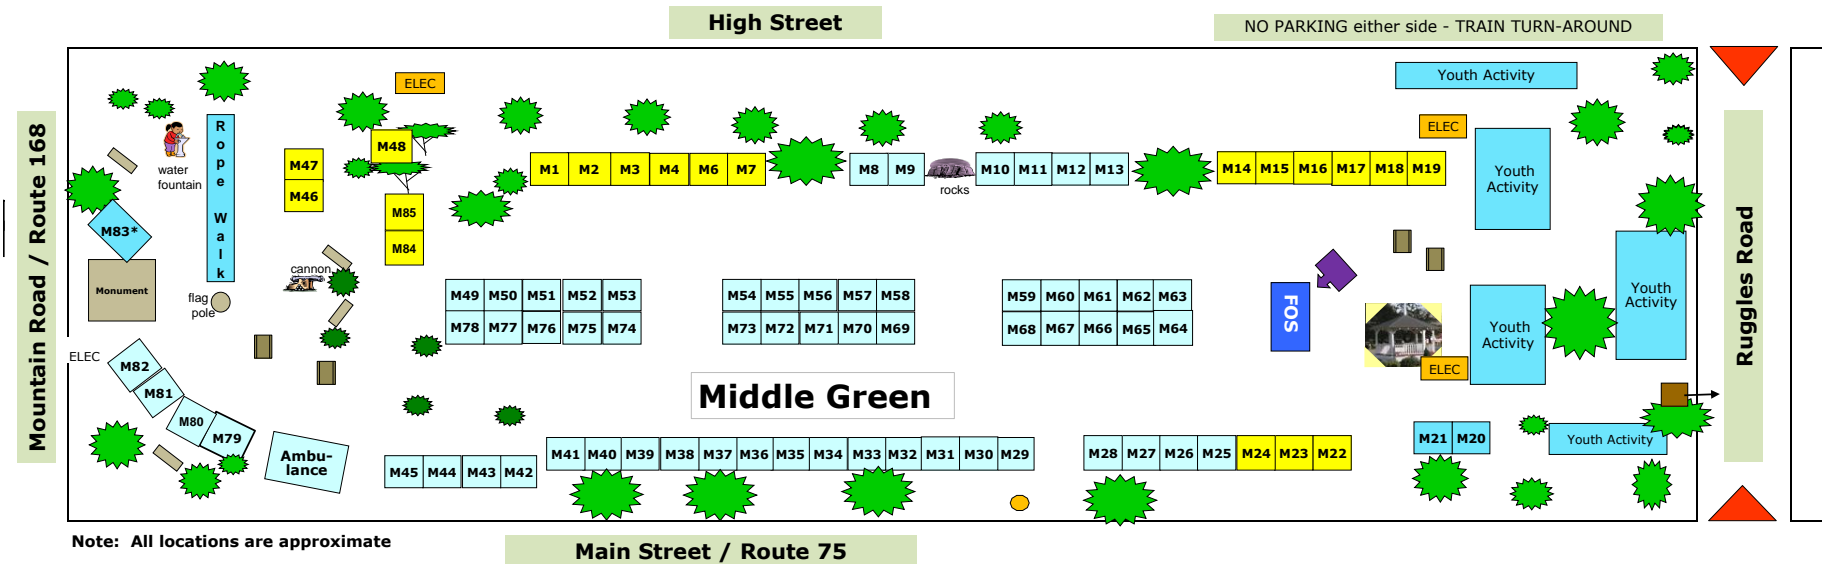 High Street
NO PARKING either side - TRAIN TURN-AROUND
Mountain Road / Route 168
ELEC
Youth Activity
water
fountain
Rope Walk
M47
M46
M48
M85
M84
M1 M2 M3 M4 M6 M7
M8 M9
rocks
M10 M11 M12 M13
M14 M15 M16 M17 M18 M19
ELEC
Youth
Activity
M83*
Monument
flag
pole
cannon
M49 M50 M51 M52 M53
M78 M77 M76 M75 M74
M54 M55 M56 M57 M58
M73 M72 M71 M70 M69
M59 M60 M61 M62 M63
M68 M67 M66 M65 M64
FOS
Youth
Activity
Youth
Activity
ELEC
Ruggles Road
ELEC
M82
M81
M80
M79
Ambu-
lance
Middle Green
M45 M44 M43 M42
M41 M40 M39 M38 M37 M36 M35 M34 M33 M32 M31 M30 M29
M28 M27 M26 M25 M24 M23 M22
M21 M20
Youth Activity
Note: All locations are approximate
Main Street / Route 75